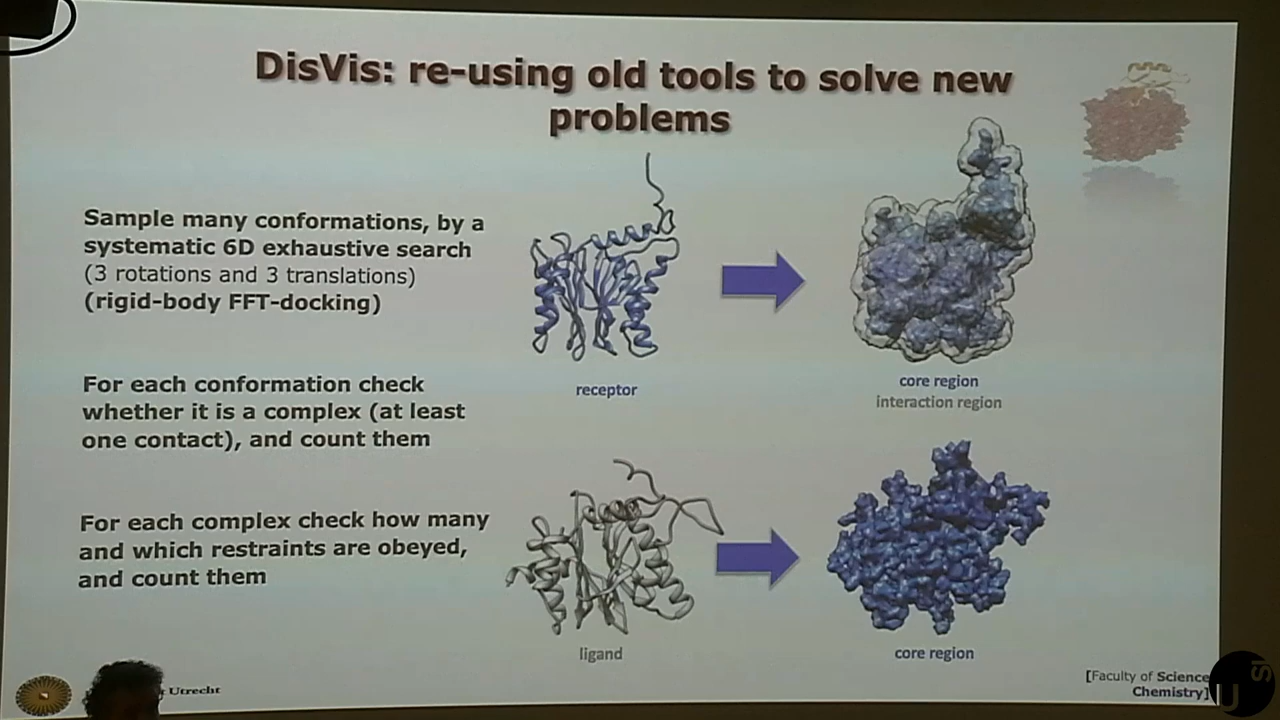 DisVis: re-using old tools to solve new
problems
Sample many conformations, by a
systematic 6D exhaustive search
(3 rotations and 3 translations)
(rigid-body FFT-docking)
For each conformation check
whether it is a complex (at least
one contact), and count them
For each complex check how many
and which restraints are obeyed,
and count them
receptor
core region
interaction region
ligand
core region
Utrecht
[Faculty of Science
Chemistry]
U
SI